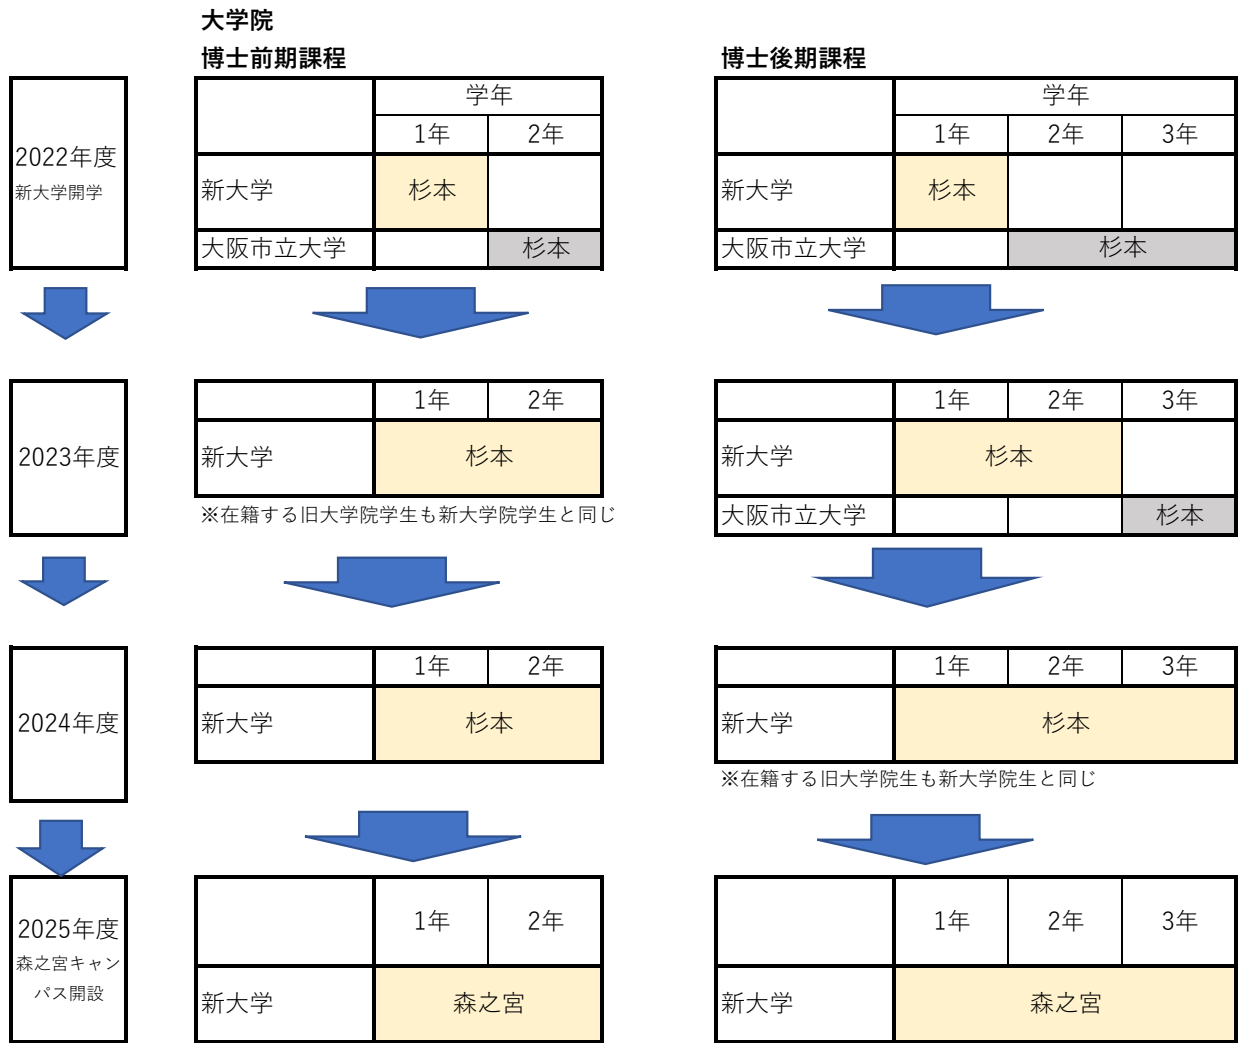 大学院
博士前期課程
博士後期課程
2022年度
新大学開学
学年
1年 2年
新大学 杉本
大阪市立大学 杉本
学年
1年 2年 3年
新大学 杉本
大阪市立大学 杉本
2023年度
1年 2年
新大学 杉本
※在籍する旧大学院学生も新大学院学生と同じ
1年 2年 3年
新大学 杉本
大阪市立大学 杉本
2024年度
1年 2年
新大学 杉本
1年 2年 3年
新大学 杉本
※在籍する旧大学院生も新大学院生と同じ
2025年度
森之宮キャン
パス開設
1年 2年
新大学 森之宮
1年 2年 3年
新大学 森之宮